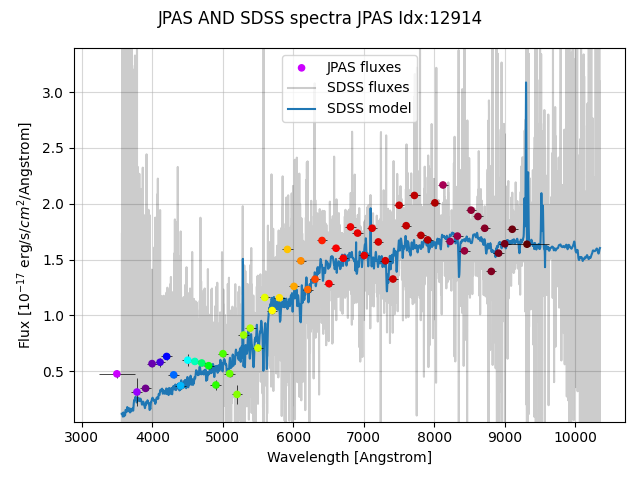 JPAS AND SDSS spectra JPAS Idx:12914
JPAS fluxes
SDSS fluxes
SDSS model
3.0
2.5
2.0
1.5
1.0
0.5
Flux [10⁻¹⁷ erg/s/cm²/Angstrom]
3000 4000 5000 6000 7000 8000 9000 10000
Wavelength [Angstrom]